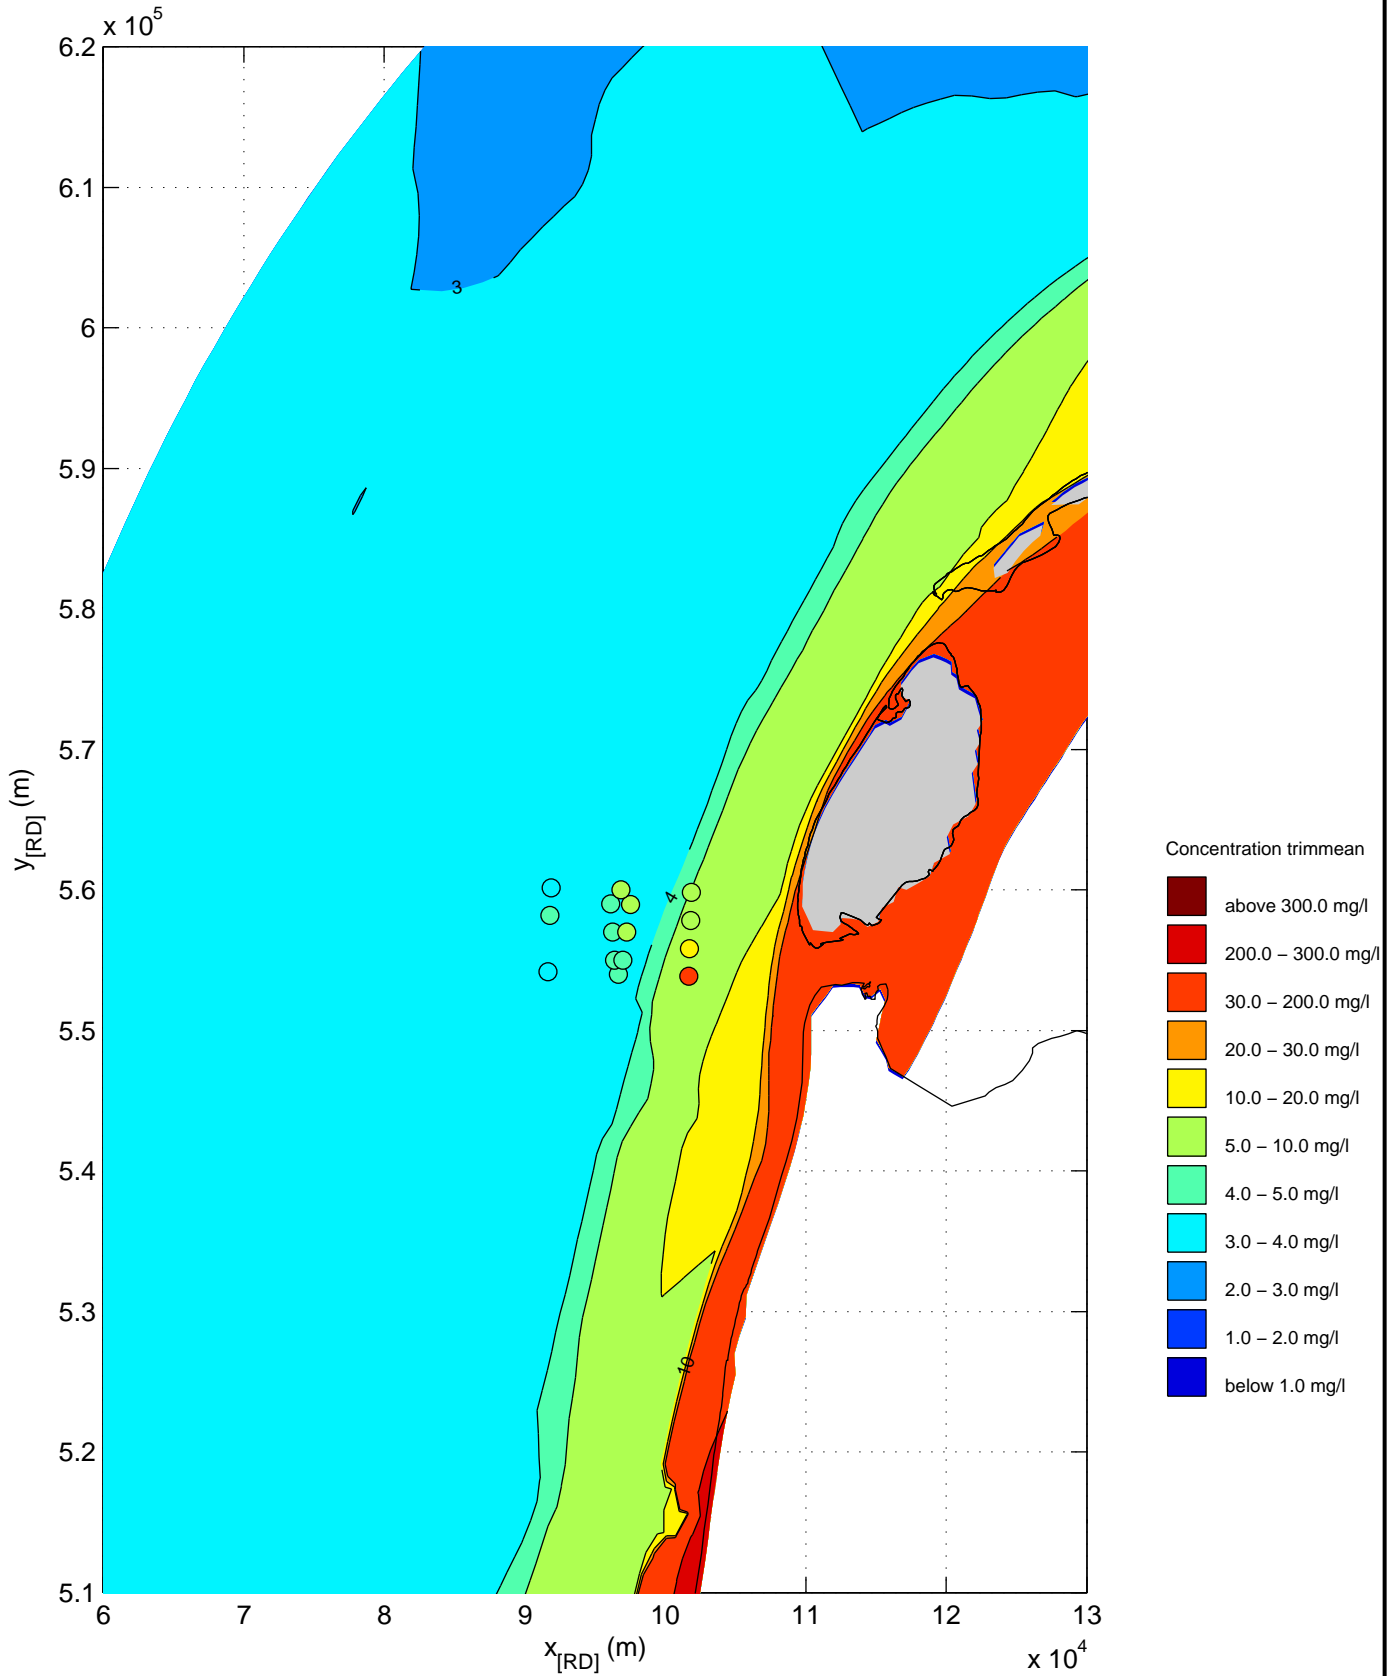 x 10^5
6.2
6.1
6
5.9
5.8
5.7
5.6
5.5
5.4
5.3
5.2
5.1
y[RD] (m)
3
4
10
6 7 8 9 10 11 12 13
x[RD] (m)
x 10^4
Concentration trimmean
above 300.0 mg/l
200.0 – 300.0 mg/l
30.0 – 200.0 mg/l
20.0 – 30.0 mg/l
10.0 – 20.0 mg/l
5.0 – 10.0 mg/l
4.0 – 5.0 mg/l
3.0 – 4.0 mg/l
2.0 – 3.0 mg/l
1.0 – 2.0 mg/l
below 1.0 mg/l